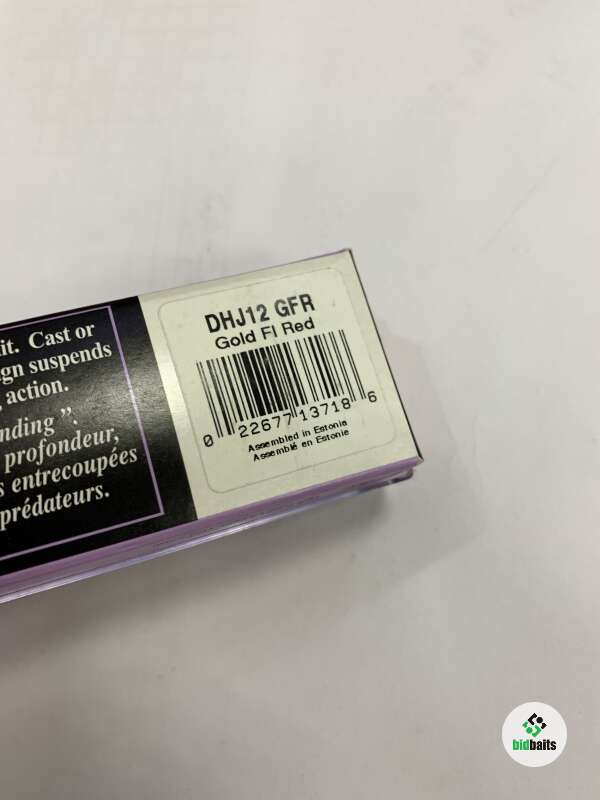 it. Cast or
gn suspends
action.
nding ”.
profondeur,
s entrecoupées
prédateurs.
DHJ12 GFR
Gold Fl Red
0 22677 13718 6
Assembled in Estonia
Assemblé en Estonie
bidbaits